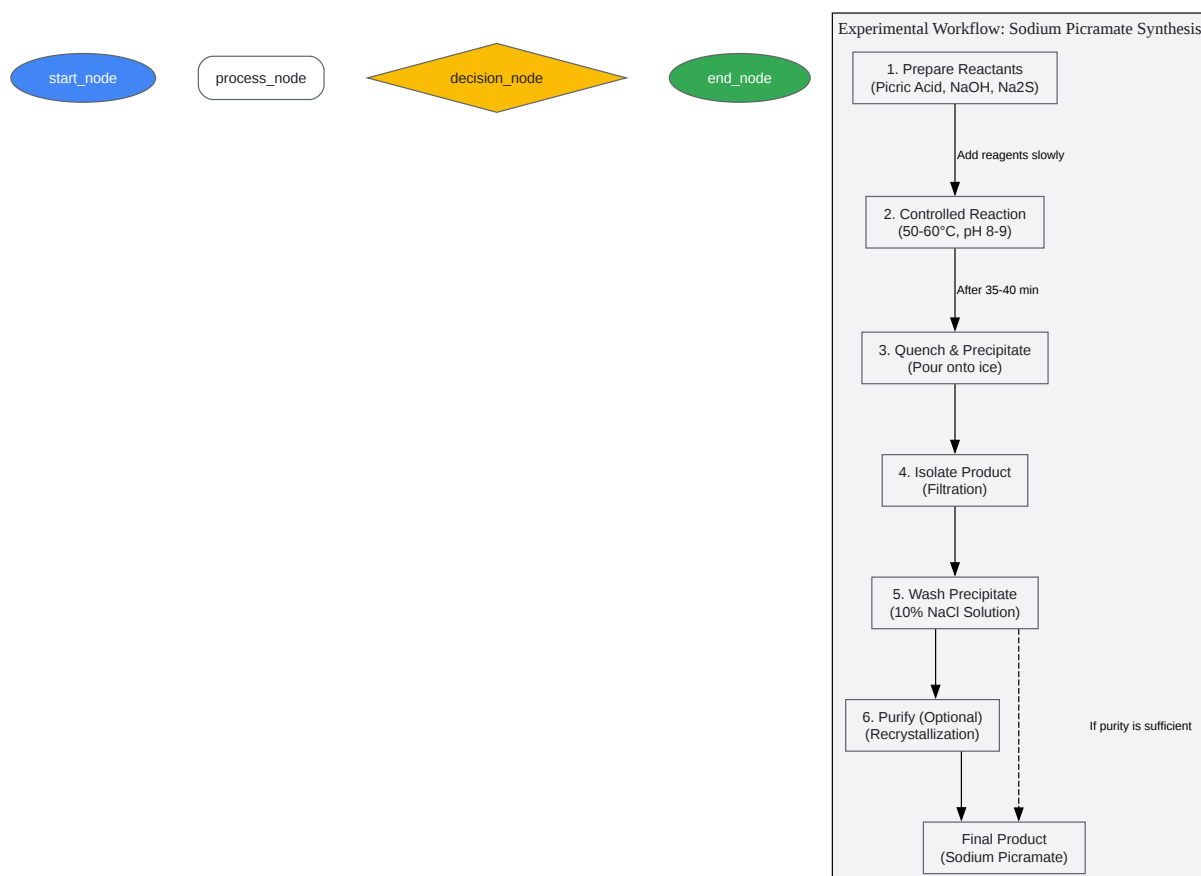 start_node
process_node
decision_node
end_node
Experimental Workflow: Sodium Picramate Synthesis
1. Prepare Reactants
(Picric Acid, NaOH, Na2S)
Add reagents slowly
2. Controlled Reaction
(50-60°C, pH 8-9)
After 35-40 min
3. Quench & Precipitate
(Pour onto ice)
4. Isolate Product
(Filtration)
5. Wash Precipitate
(10% NaCl Solution)
6. Purify (Optional)
(Recrystallization)
If purity is sufficient
Final Product
(Sodium Picramate)